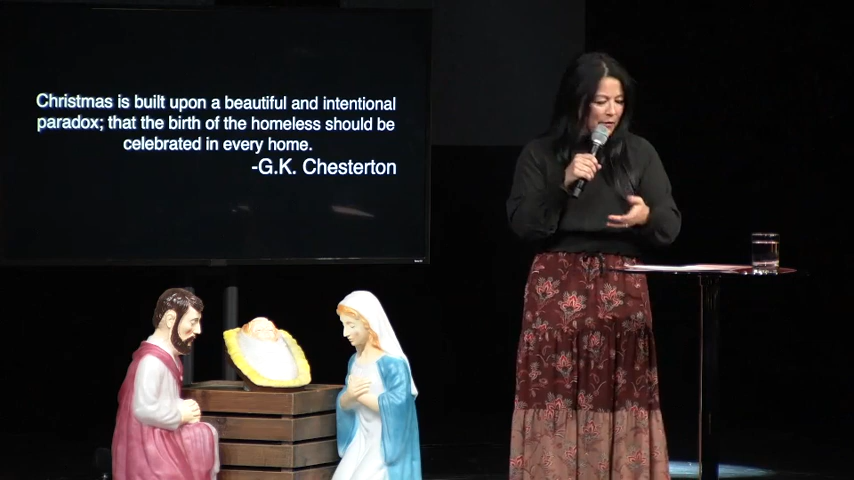 Christmas is built upon a beautiful and intentional
paradox; that the birth of the homeless should be
celebrated in every home.
-G.K. Chesterton